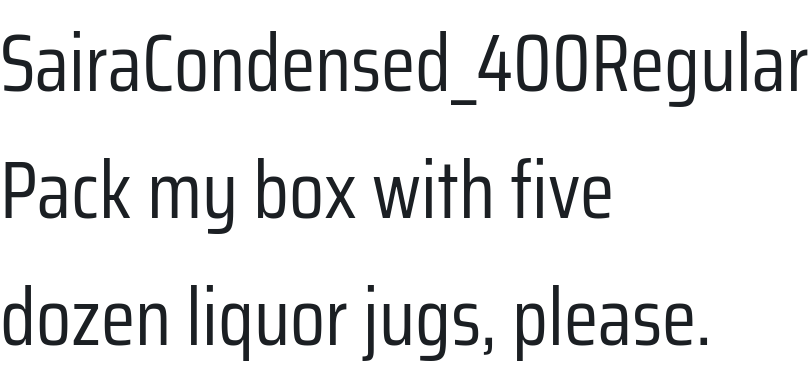 SairaCondensed_400Regular
Pack my box with five
dozen liquor jugs, please.